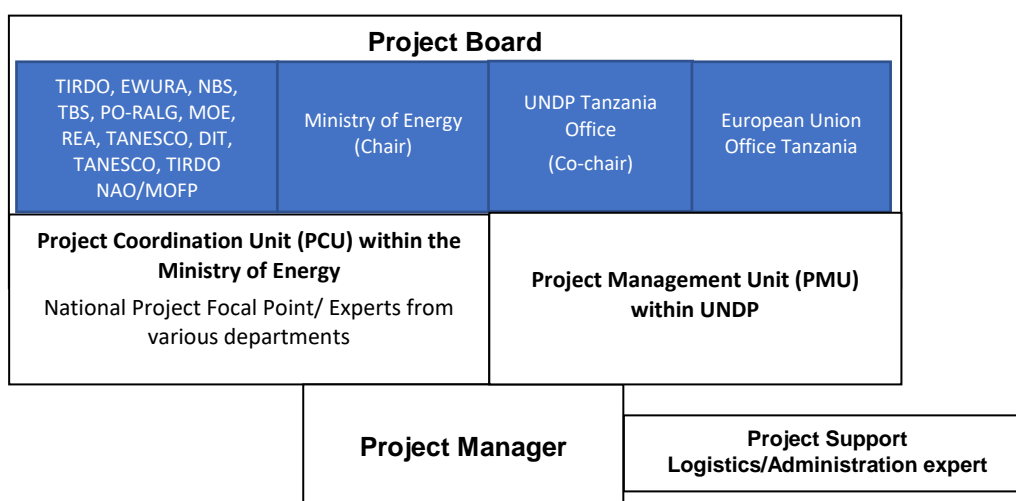 Project Board
TIRDO, EWURA, NBS,
TBS, PO-RALG, MOE,
REA, TANESCO, DIT,
TANESCO, TIRDO
NAO/MOFP
Ministry of Energy
(Chair)
UNDP Tanzania
Office
(Co-chair)
European Union
Office Tanzania
Project Coordination Unit (PCU) within the
Ministry of Energy
National Project Focal Point/ Experts from
various departments
Project Management Unit (PMU)
within UNDP
Project Manager
Project Support
Logistics/Administration expert